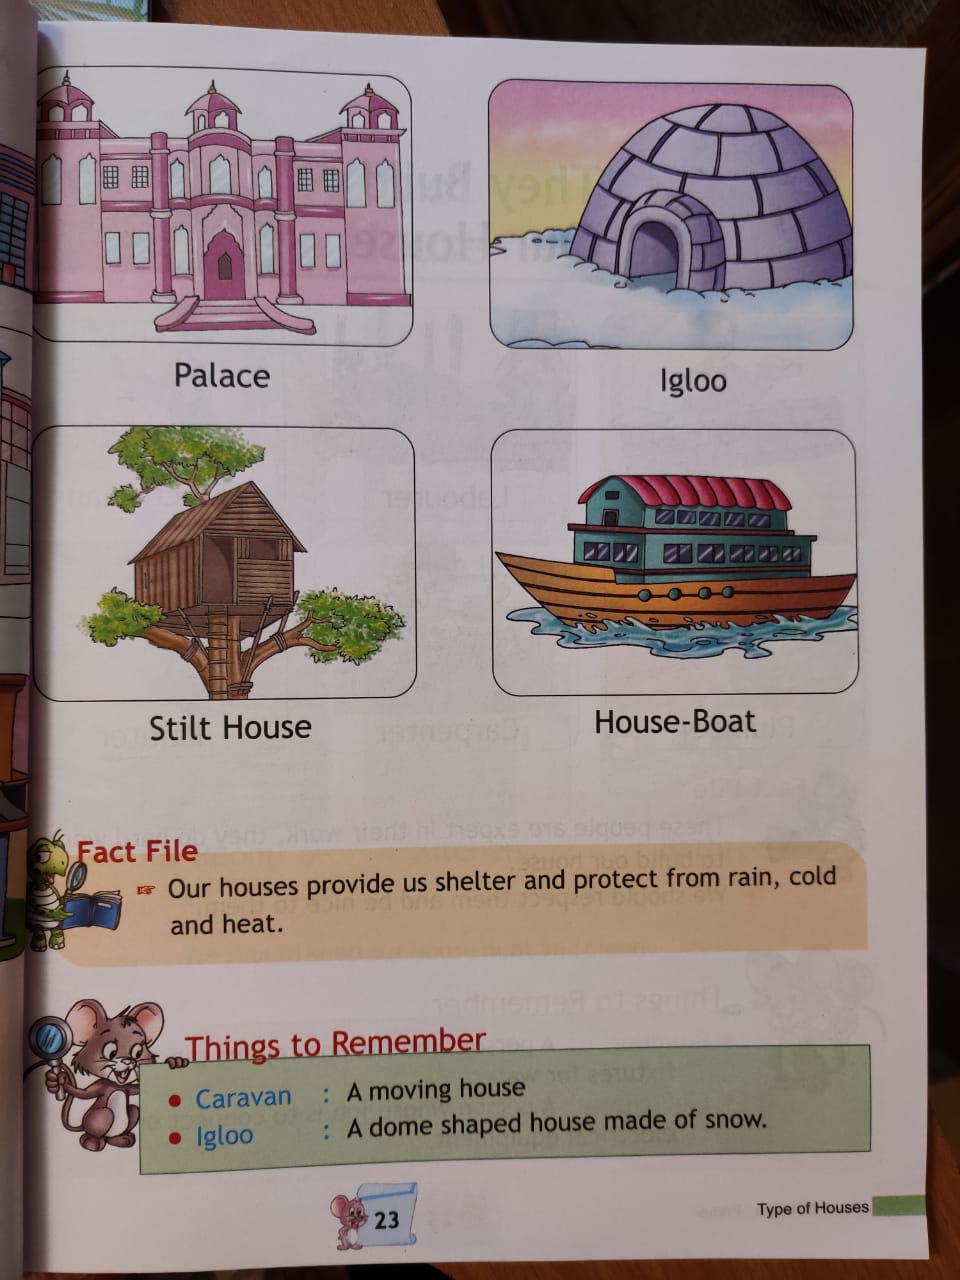 Palace
Igloo
Stilt House
House-Boat
Fact File
☞ Our houses provide us shelter and protect from rain, cold
and heat.
Things to Remember
• Caravan : A moving house
• Igloo : A dome shaped house made of snow.
23
Type of Houses